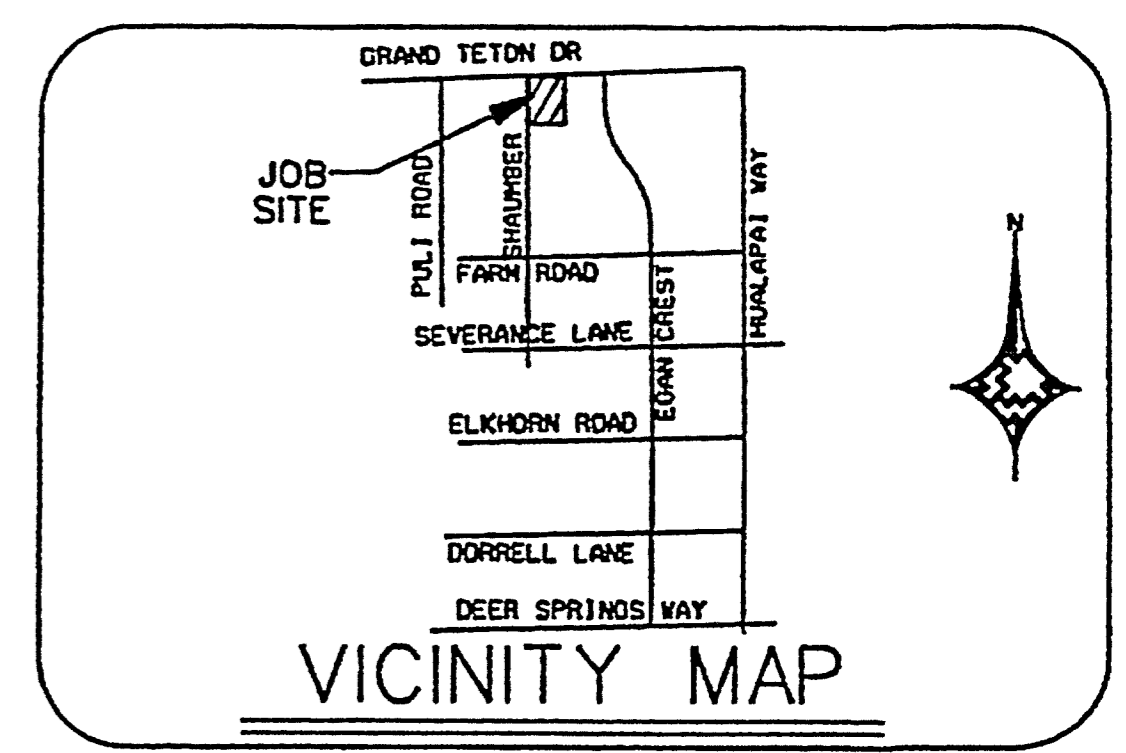 GRAND TETON DR
JOB
SITE
PULI ROAD
SHAUMBER
HUALAPAI WAY
N
FARM ROAD
EGAN CREST
SEVERANCE LANE
ELKHORN ROAD
DORRELL LANE
DEER SPRINGS WAY
VICINITY MAP